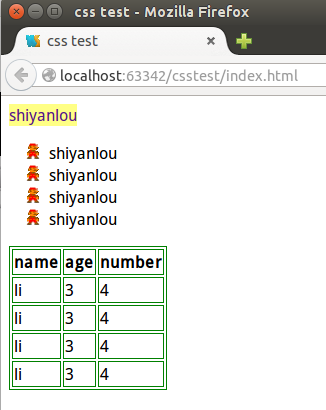 css test - Mozilla Firefox
css test
localhost:63342/csstest/index.html
shiyanlou
shiyanlou
shiyanlou
shiyanlou
shiyanlou
name age number
li 3 4
li 3 4
li 3 4
li 3 4